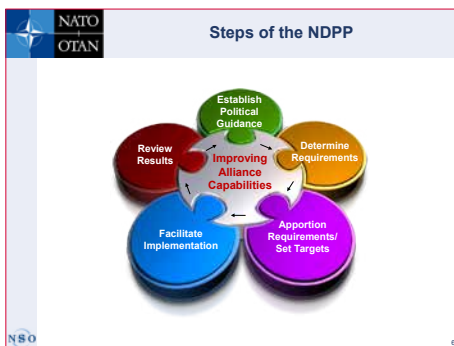 NATO
OTAN
Steps of the NDPP
Establish
Political
Guidance
Determine
Requirements
Apportion
Requirements/
Set Targets
Facilitate
Implementation
Review
Results
Improving
Alliance
Capabilities
NSO
6